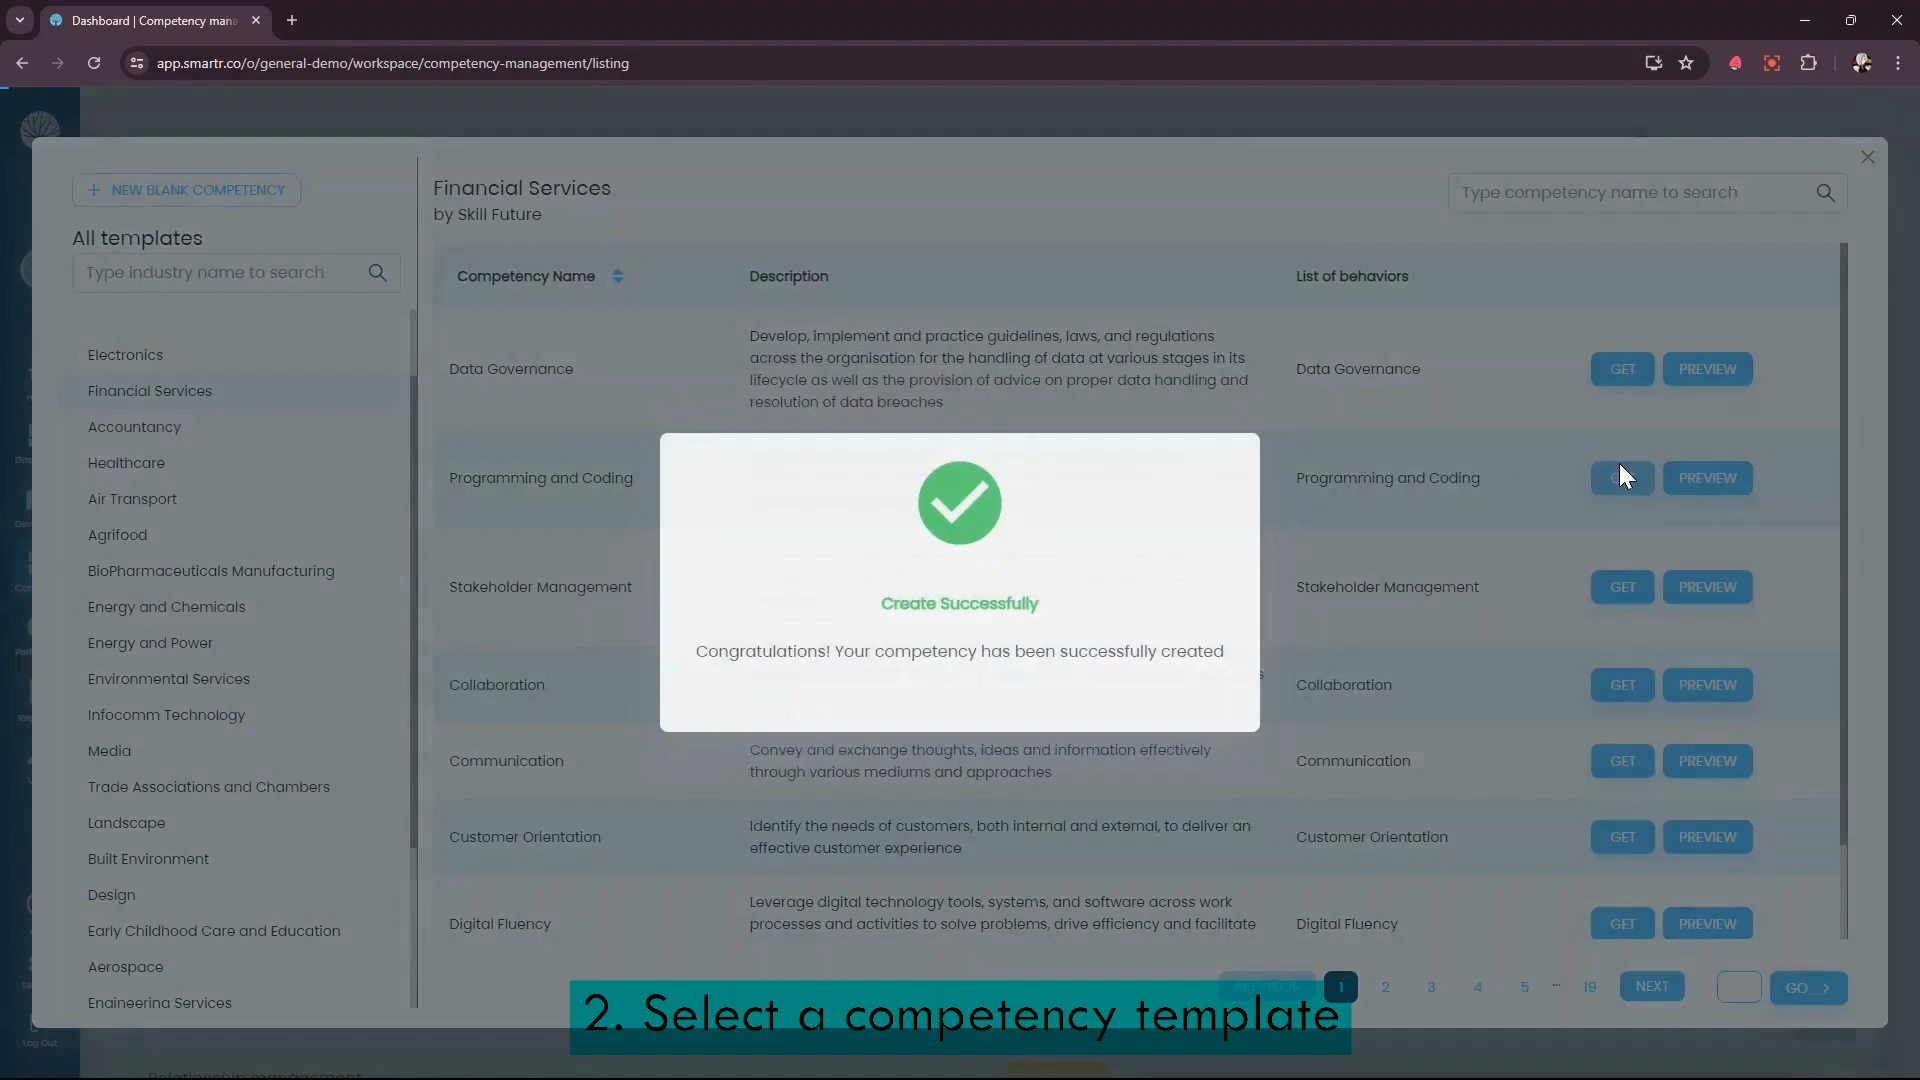 Dashboard | Competency mana
app.smartr.co/o/general-demo/workspace/competency-management/listing
+ NEW BLANK COMPETENCY
All templates
Type industry name to search
Electronics
Financial Services
Accountancy
Healthcare
Air Transport
Agrifood
BioPharmaceuticals Manufacturing
Energy and Chemicals
Energy and Power
Environmental Services
Infocomm Technology
Media
Trade Associations and Chambers
Landscape
Built Environment
Design
Early Childhood Care and Education
Aerospace
Engineering Services
Log Out
Financial Services
by Skill Future
Type competency name to search
Competency Name Description List of behaviors
Data Governance
Develop, implement and practice guidelines, laws, and regulations
across the organisation for the handling of data at various stages in its
lifecycle as well as the provision of advice on proper data handling and
resolution of data breaches
Data Governance
GET PREVIEW
Programming and Coding Programming and Coding PREVIEW
Stakeholder Management Stakeholder Management GET PREVIEW
Collaboration Collaboration GET PREVIEW
Communication
Convey and exchange thoughts, ideas and information effectively
through various mediums and approaches
Communication
GET PREVIEW
Customer Orientation
Identify the needs of customers, both internal and external, to deliver an
effective customer experience
Customer Orientation
GET PREVIEW
Digital Fluency
Leverage digital technology tools, systems, and software across work
processes and activities to solve problems, drive efficiency and facilitate
Digital Fluency
GET PREVIEW
PREVIOUS 1 2 3 4 5 ... 19 NEXT GO >
Create Successfully
Congratulations! Your competency has been successfully created
2. Select a competency template
Relationship management